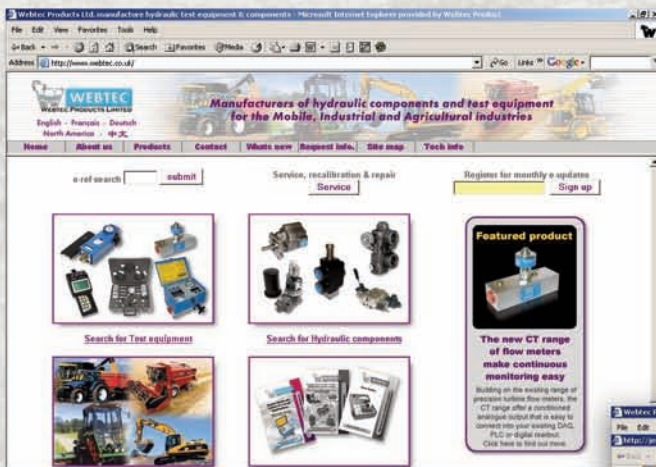 Webtec Products Ltd. manufacture hydraulic test equipment & components - Microsoft Internet Explorer provided by Webtec Product
File Edit View Favorites Tools Help
Back Search Favorites Media
Address http://www.webtec.co.uk/ Go Links Google
WEBTEC
WEBTEC PRODUCTS LIMITED
Manufacturers of hydraulic components and test equipment
for the Mobile, Industrial and Agricultural industries
English - Français - Deutsch
North America - 中文
Home About us Products Contact Whats new Request info. Site map Tech info
e-ref search submit
Service, recalibration & repair
Service
Register for monthly e updates
Sign up
Search for Test equipment
Search for Hydraulic components
Featured product
The new CT range
of flow meters
make continuous
monitoring easy
Building on the existing range of
precision turbine flow meters, the
CT range offer a conditioned
analogue output that is easy to
connect into your existing DAQ,
PLC or digital readout.
Click here to find out more.
File Edit
Back